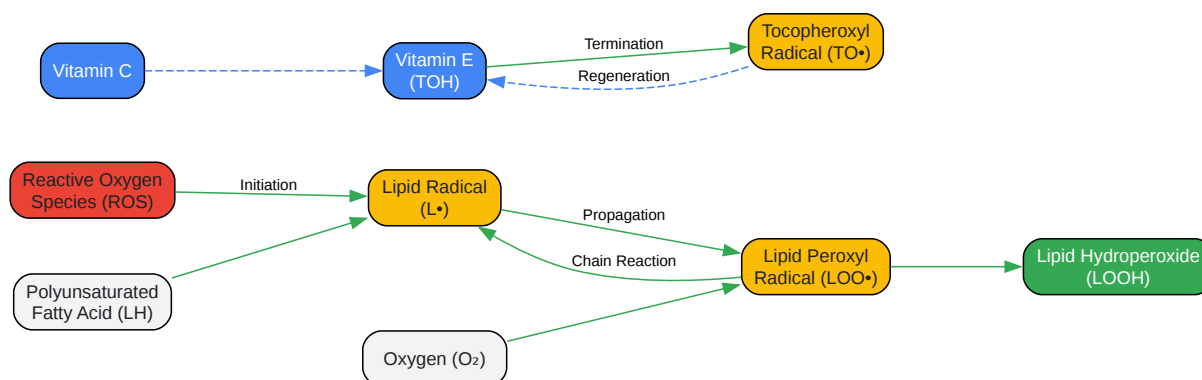 Vitamin C
Vitamin E
(TOH)
Termination
Regeneration
Tocopheroxyl
Radical (TO•)
Reactive Oxygen
Species (ROS)
Initiation
Lipid Radical
(L•)
Propagation
Chain Reaction
Lipid Peroxyl
Radical (LOO•)
Lipid Hydroperoxide
(LOOH)
Polyunsaturated
Fatty Acid (LH)
Oxygen (O₂)